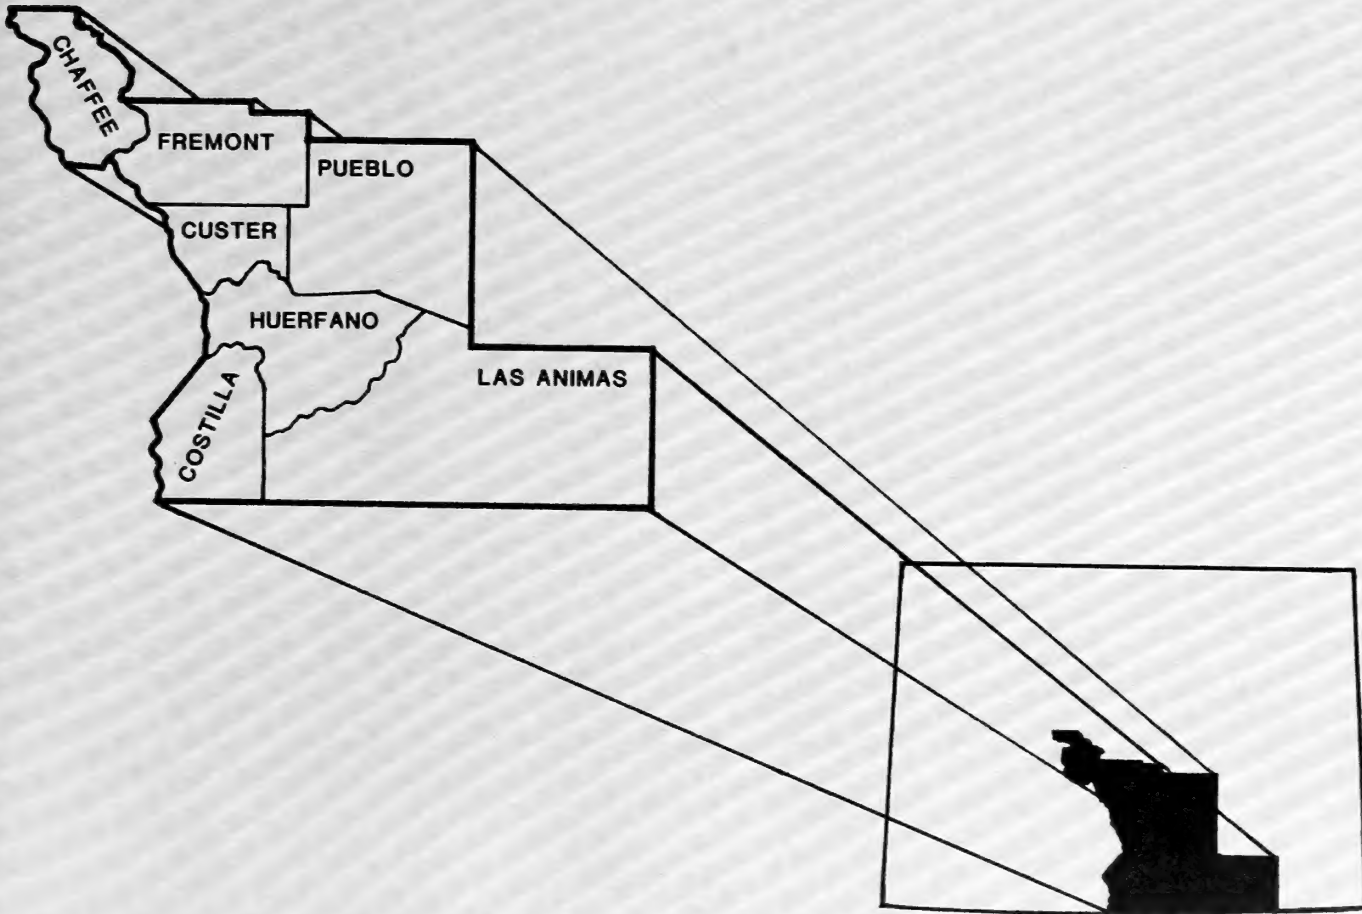 CHAFFEE
FREMONT
PUEBLO
CUSTER
HUERFANO
LAS ANIMAS
COSTILLA